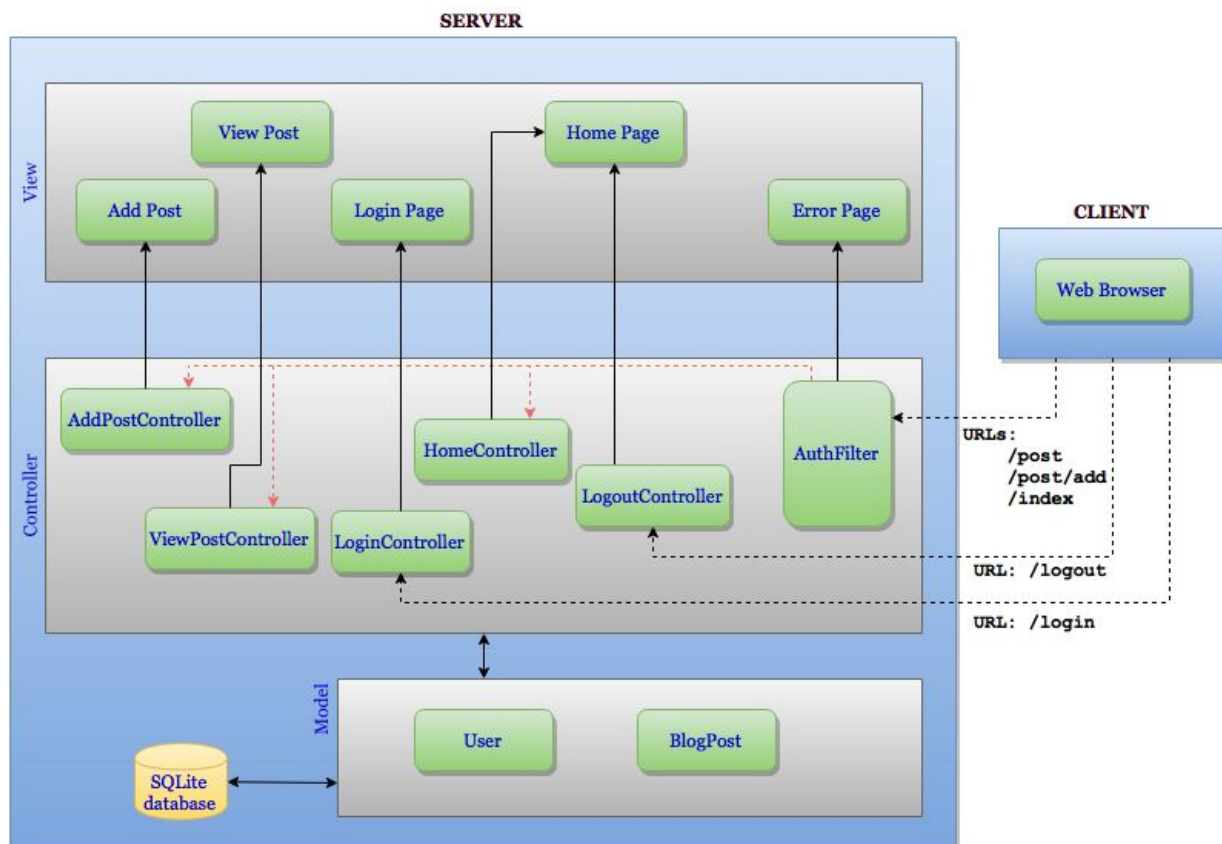 SERVER
View
View Post
Home Page
Add Post
Login Page
Error Page
CLIENT
Web Browser
Controller
AddPostController
HomeController
AuthFilter
LogoutController
ViewPostController
LoginController
URLs:
/post
/post/add
/index
URL: /logout
URL: /login
Model
User
BlogPost
SQLite
database